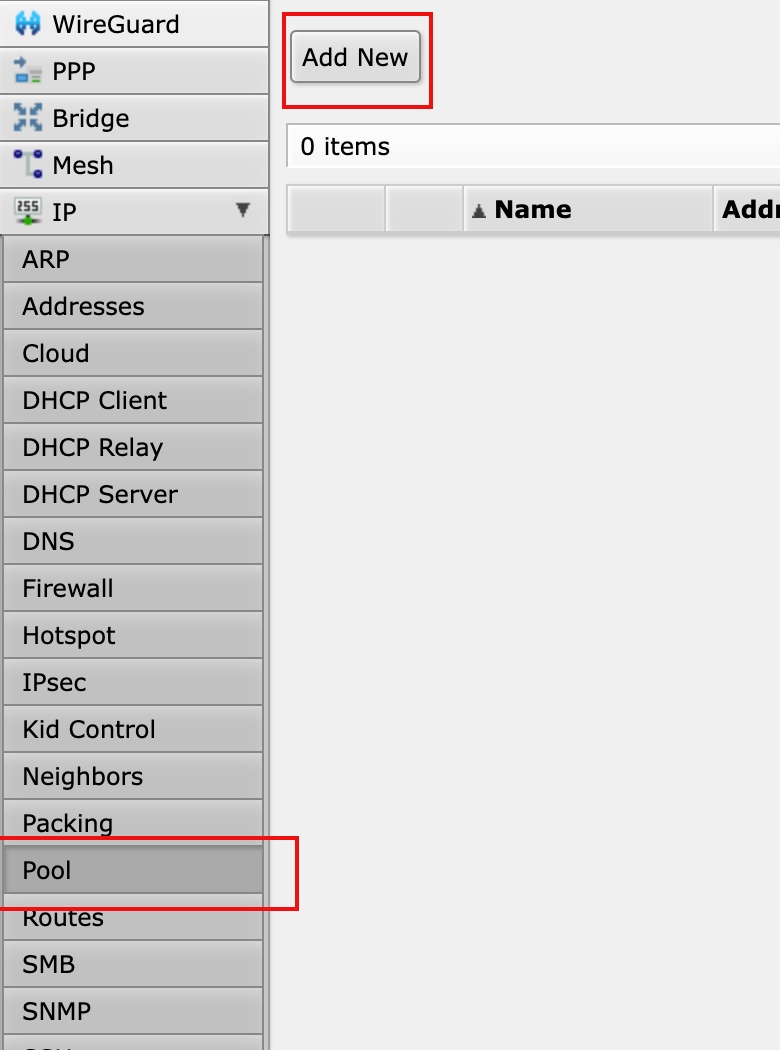 WireGuard
PPP
Bridge
Mesh
255
IP
ARP
Addresses
Cloud
DHCP Client
DHCP Relay
DHCP Server
DNS
Firewall
Hotspot
IPsec
Kid Control
Neighbors
Packing
Pool
Routes
SMB
SNMP
Add New
0 items
Name
Addr